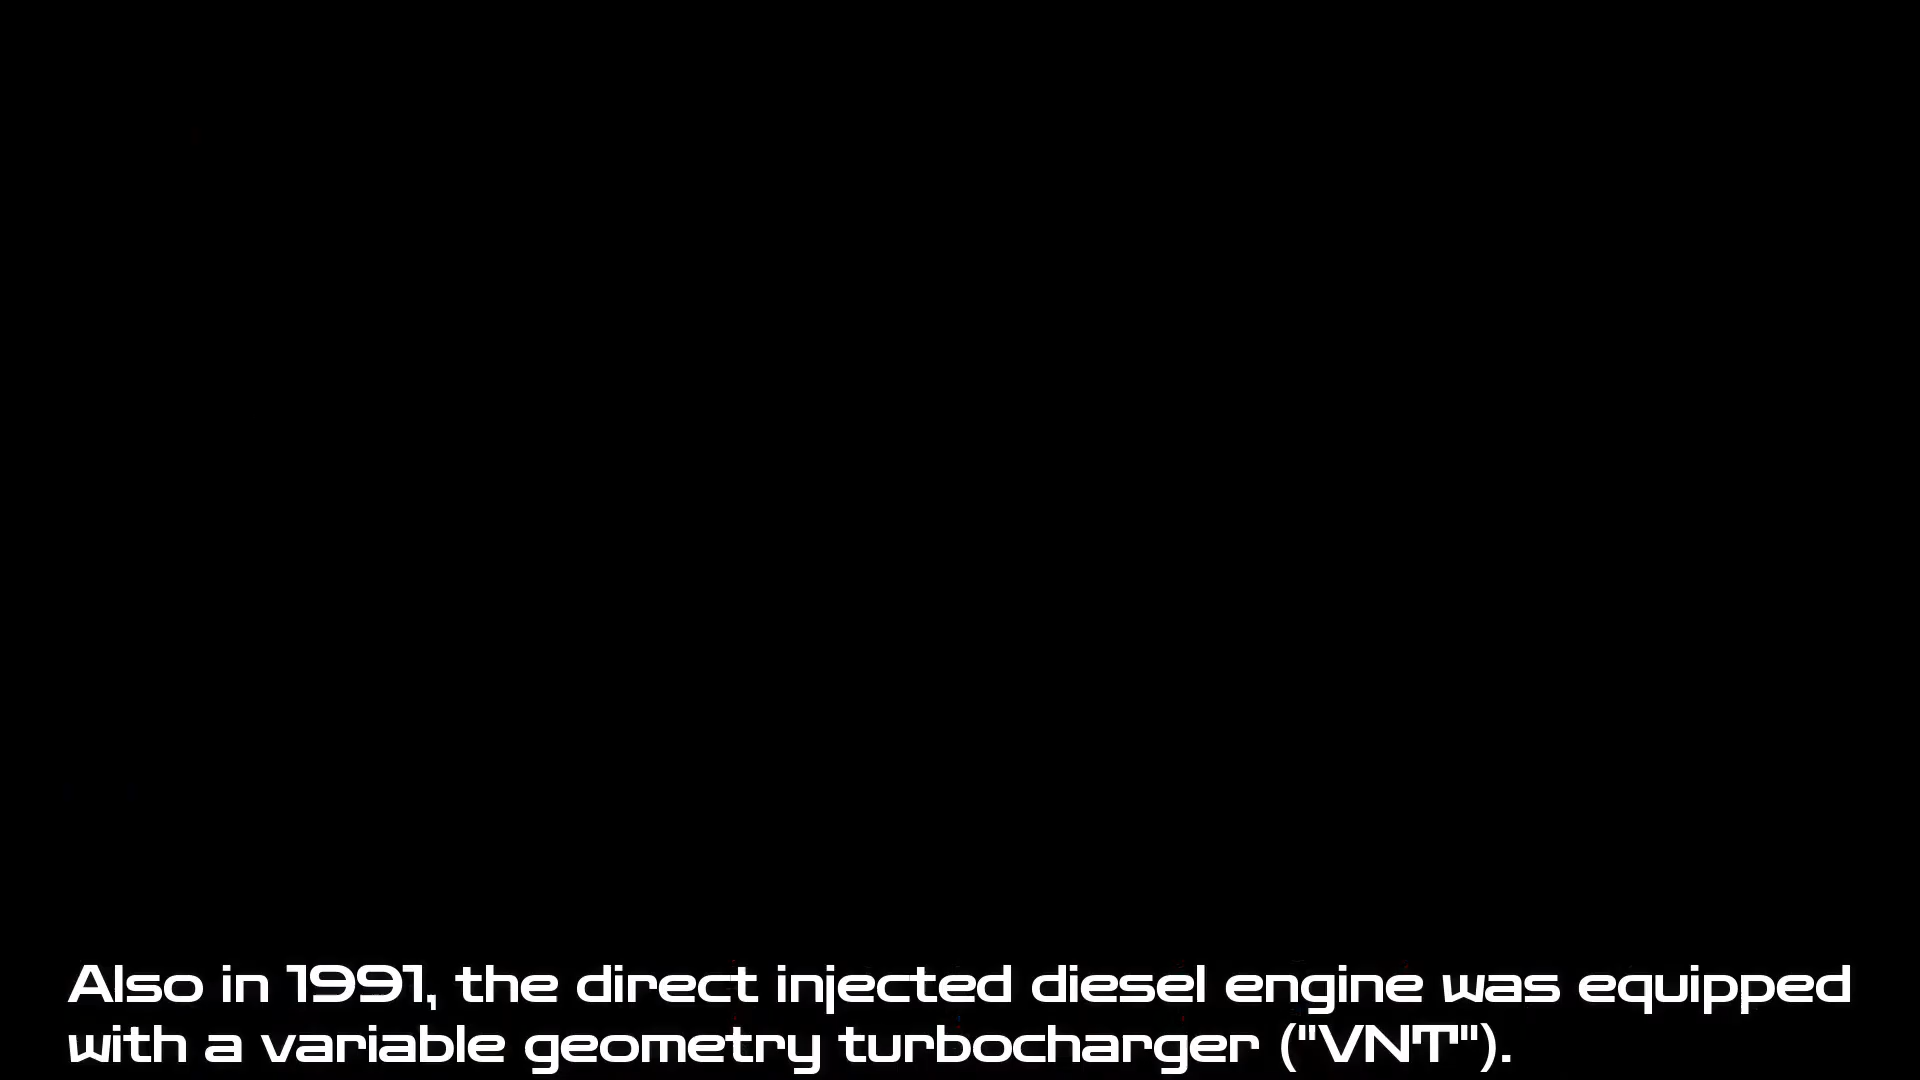 Also in 1991, the direct injected diesel engine was equipped
with a variable geometry turbocharger ("VNT").